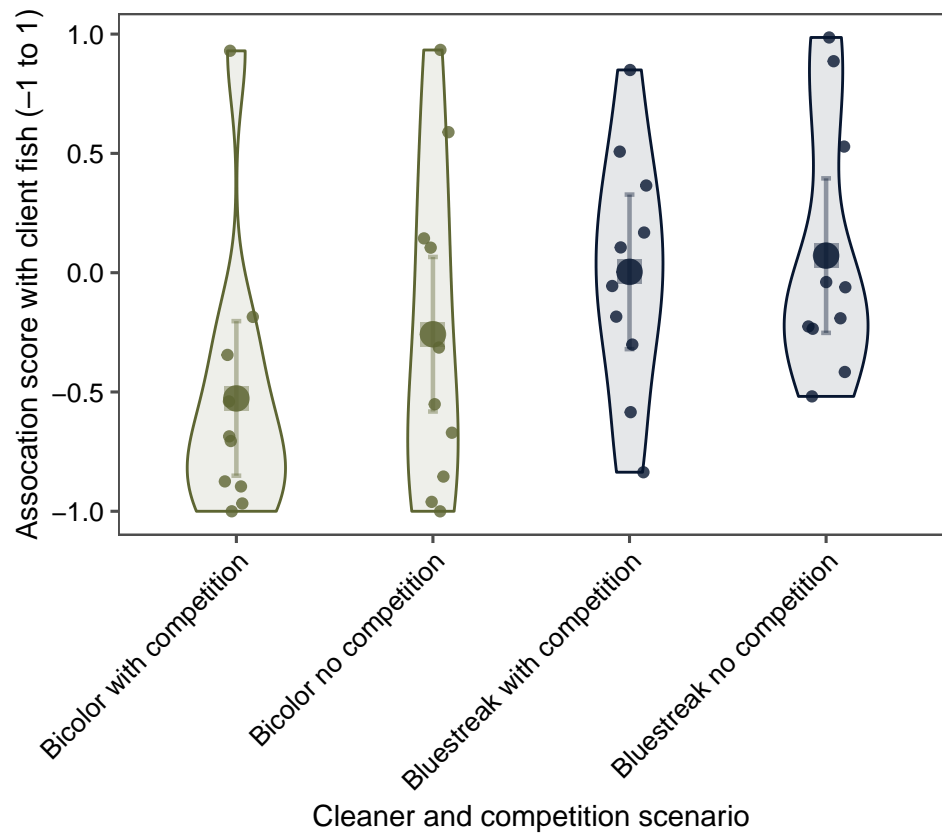 Assocation score with client fish (−1 to 1)
1.0
0.5
0.0
−0.5
−1.0
Bicolor with competition
Bicolor no competition
Bluestreak with competition
Bluestreak no competition
Cleaner and competition scenario